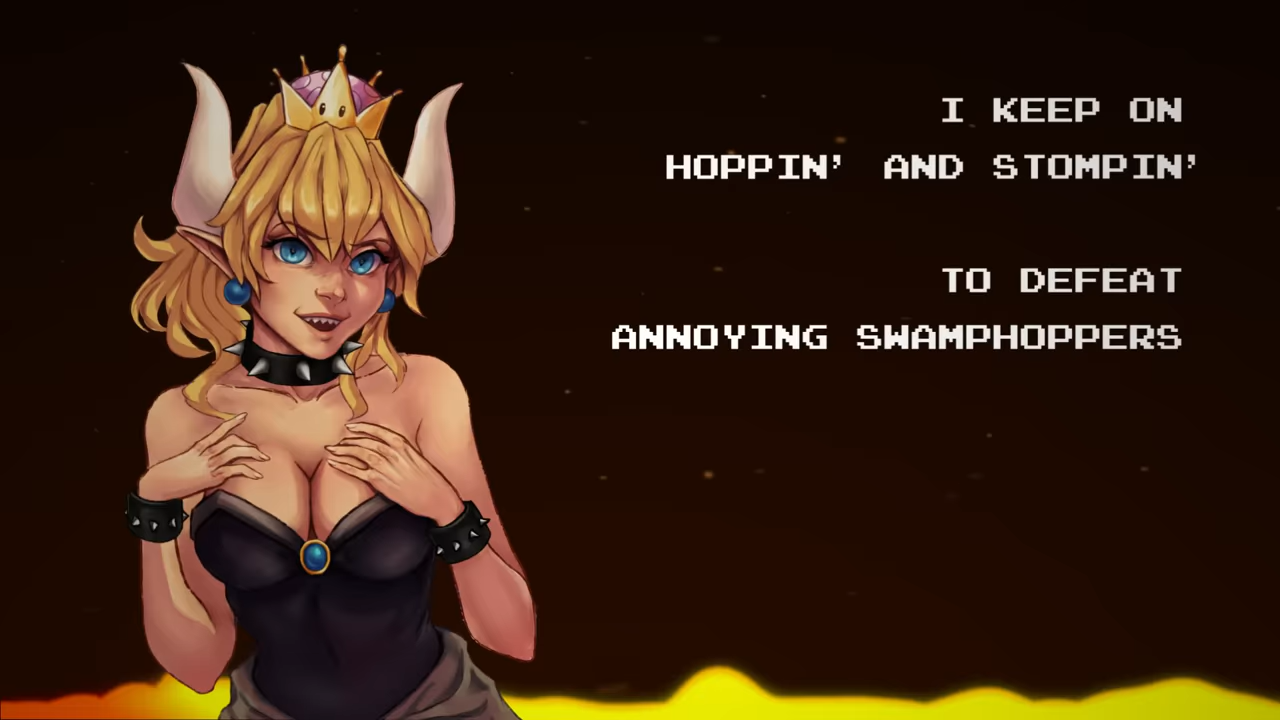 I KEEP ON
HOPPIN' AND STOMPIN'
TO DEFEAT
ANNOYING SWAMPHOPPERS